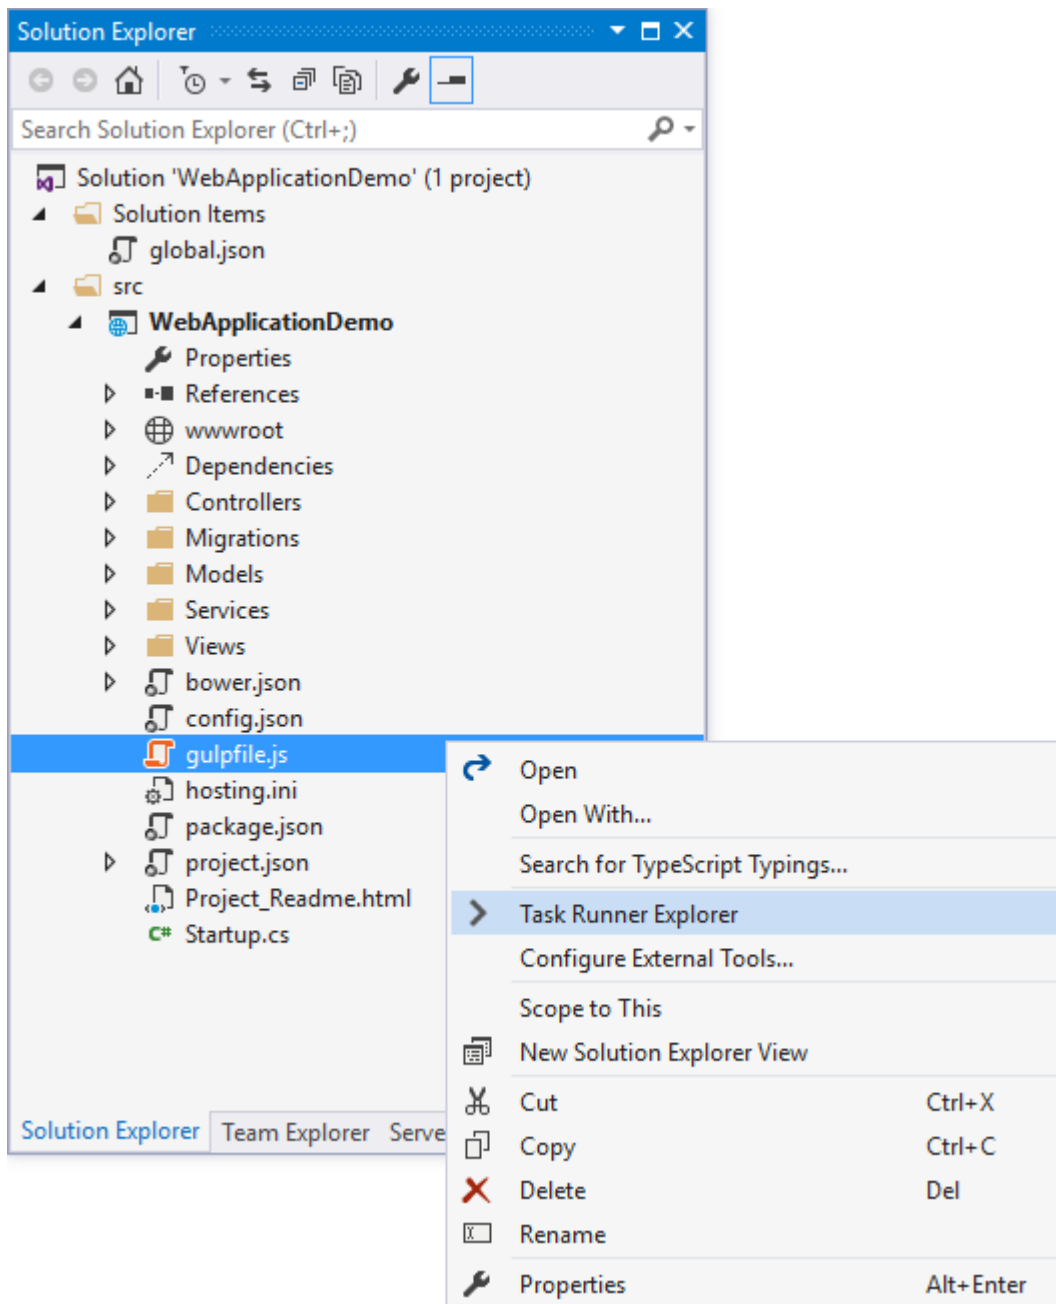 Solution Explorer
Search Solution Explorer (Ctrl+;)
Solution 'WebApplicationDemo' (1 project)
Solution Items
global.json
src
WebApplicationDemo
Properties
References
wwwroot
Dependencies
Controllers
Migrations
Models
Services
Views
bower.json
config.json
gulpfile.js
hosting.ini
package.json
project.json
Project_Readme.html
C# Startup.cs
Solution Explorer Team Explorer Serve
Open
Open With...
Search for TypeScript Typings...
Task Runner Explorer
Configure External Tools...
Scope to This
New Solution Explorer View
Cut Ctrl+X
Copy Ctrl+C
Delete Del
Rename
Properties Alt+Enter